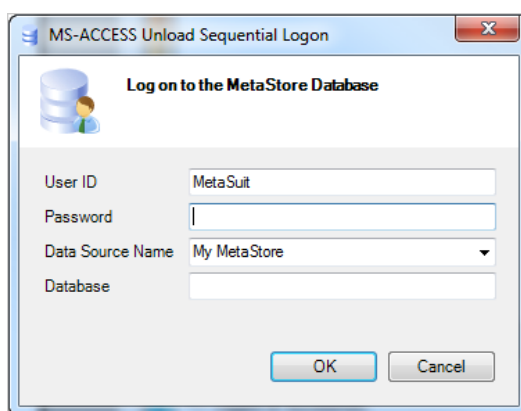 MS-ACCESS Unload Sequential Logon
Log on to the MetaStore Database
User ID MetaSuit
Password
Data Source Name My MetaStore
Database
OK Cancel